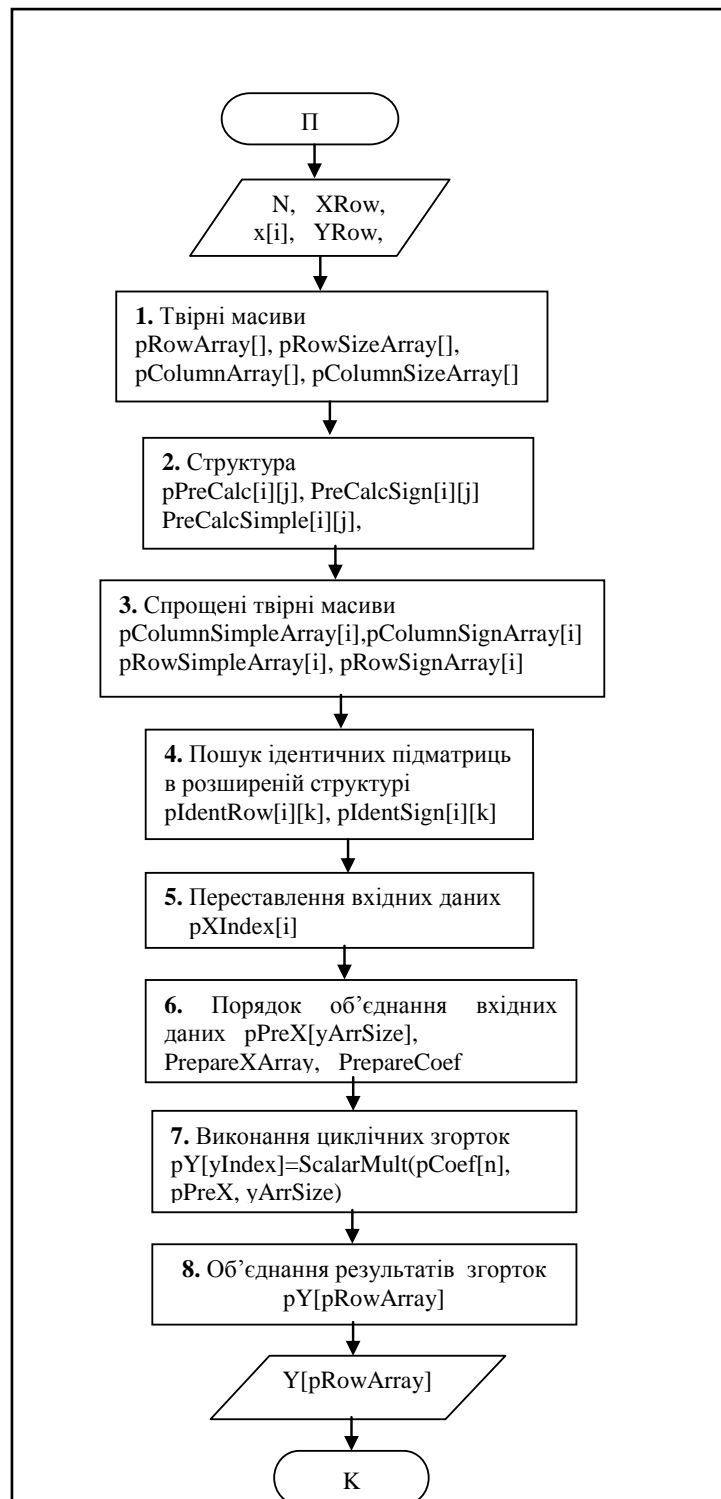 П
N, XRow,
x[i], YRow,
1. Твірні масиви
pRowArray[], pRowSizeArray[],
pColumnArray[], pColumnSizeArray[]
2. Структура
pPreCalc[i][j], PreCalcSign[i][j]
PreCalcSimple[i][j],
3. Спрощені твірні масиви
pColumnSimpleArray[i],pColumnSignArray[i]
pRowSimpleArray[i], pRowSignArray[i]
4. Пошук ідентичних підматриць
в розширеній структурі
pIdentRow[i][k], pIdentSign[i][k]
5. Переставлення вхідних даних
pXIndex[i]
6. Порядок об’єднання вхідних
даних pPreX[yArrSize],
PrepareXArray, PrepareCoef
7. Виконання циклічних згорток
pY[yIndex]=ScalarMult(pCoef[n],
pPreX, yArrSize)
8. Об’єднання результатів згорток
pY[pRowArray]
Y[pRowArray]
К